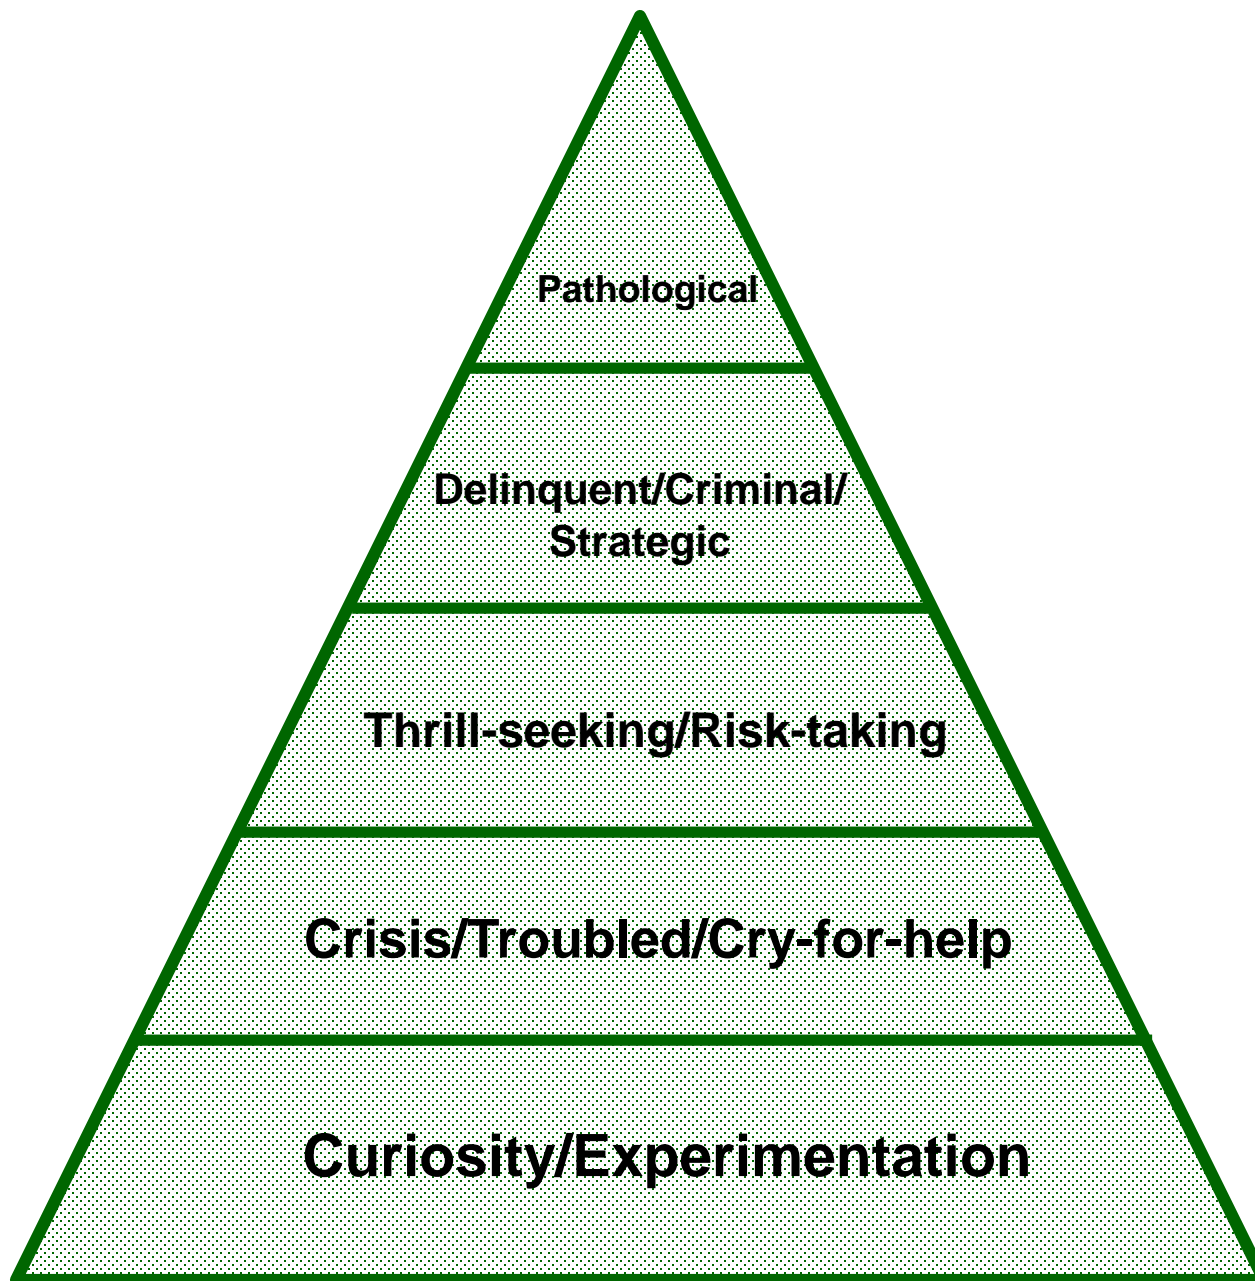 Pathological
Delinquent/Criminal/
Strategic
Thrill-seeking/Risk-taking
Crisis/Troubled/Cry-for-help
Curiosity/Experimentation